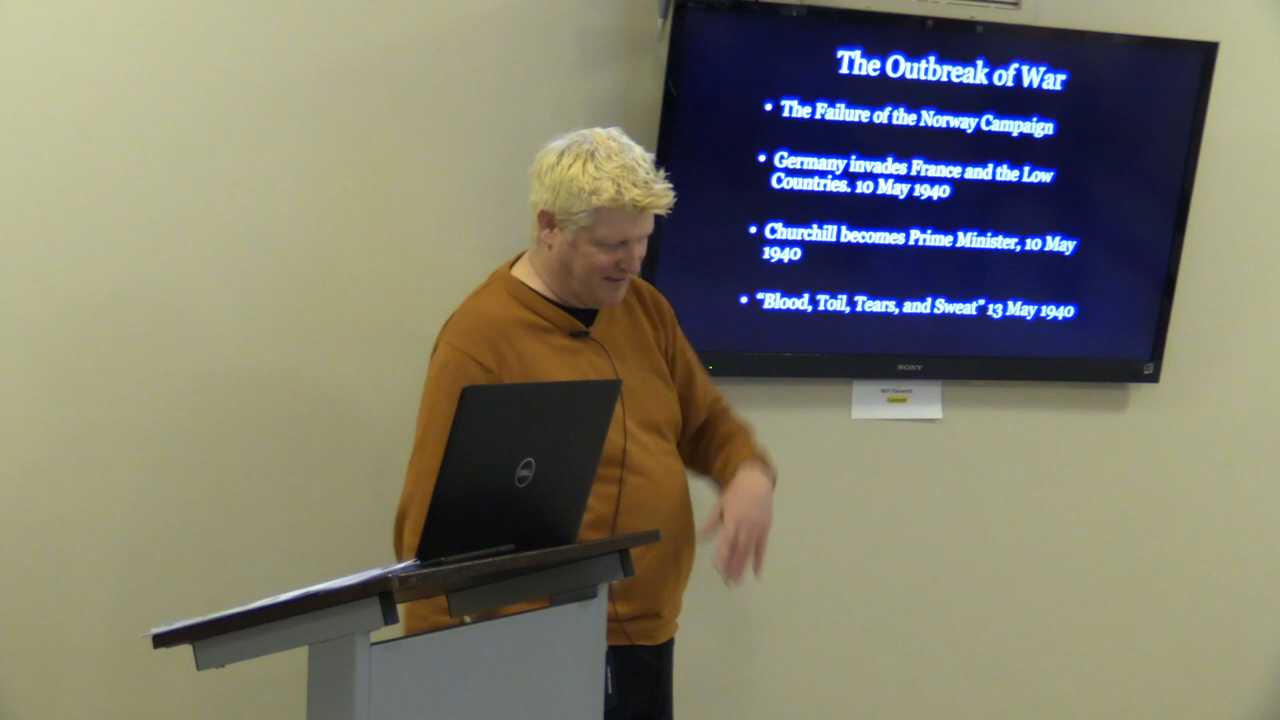 The Outbreak of War
• The Failure of the Norway Campaign
• Germany invades France and the Low
Countries. 10 May 1940
• Churchill becomes Prime Minister, 10 May
1940
• "Blood, Toil, Tears, and Sweat" 13 May 1940
SONY
DELL